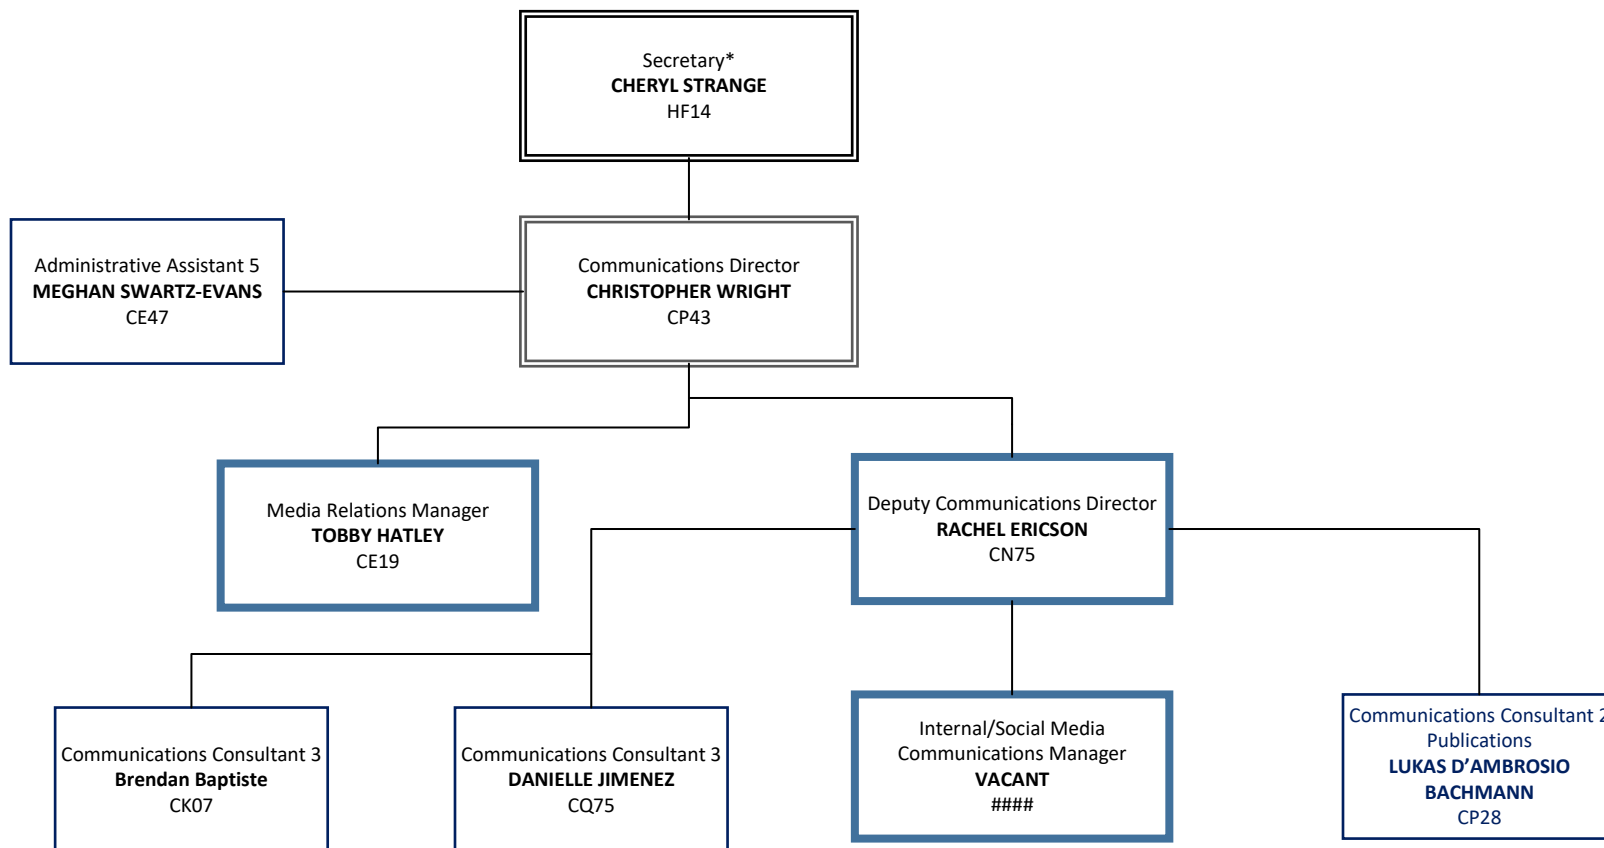 Secretary*
CHERYL STRANGE
HF14
Administrative Assistant 5
MEGHAN SWARTZ-EVANS
CE47
Communications Director
CHRISTOPHER WRIGHT
CP43
Media Relations Manager
TOBBY HATLEY
CE19
Deputy Communications Director
RACHEL ERICSON
CN75
Communications Consultant 3
Brendan Baptiste
CK07
Communications Consultant 3
DANIELLE JIMENEZ
CQ75
Internal/Social Media
Communications Manager
VACANT
####
Communications Consultant 2
Publications
LUKAS D’AMBROSIO
BACHMANN
CP28